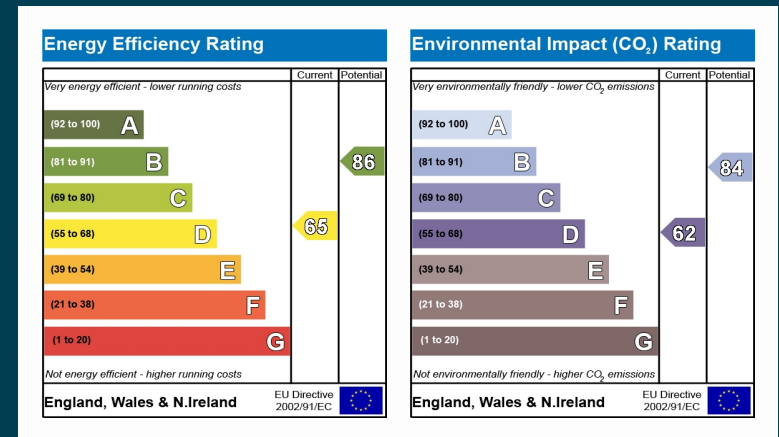 Energy Efficiency Rating
Current Potential
Very energy efficient - lower running costs
(92 to 100) A
(81 to 91) B
86
(69 to 80) C
(55 to 68) D
65
(39 to 54) E
(21 to 38) F
(1 to 20) G
Not energy efficient - higher running costs
England, Wales & N.Ireland
EU Directive
2002/91/EC
Environmental Impact (CO₂) Rating
Current Potential
Very environmentally friendly - lower CO₂ emissions
(92 to 100) A
(81 to 91) B
84
(69 to 80) C
(55 to 68) D
62
(39 to 54) E
(21 to 38) F
(1 to 20) G
Not environmentally friendly - higher CO₂ emissions
England, Wales & N.Ireland
EU Directive
2002/91/EC